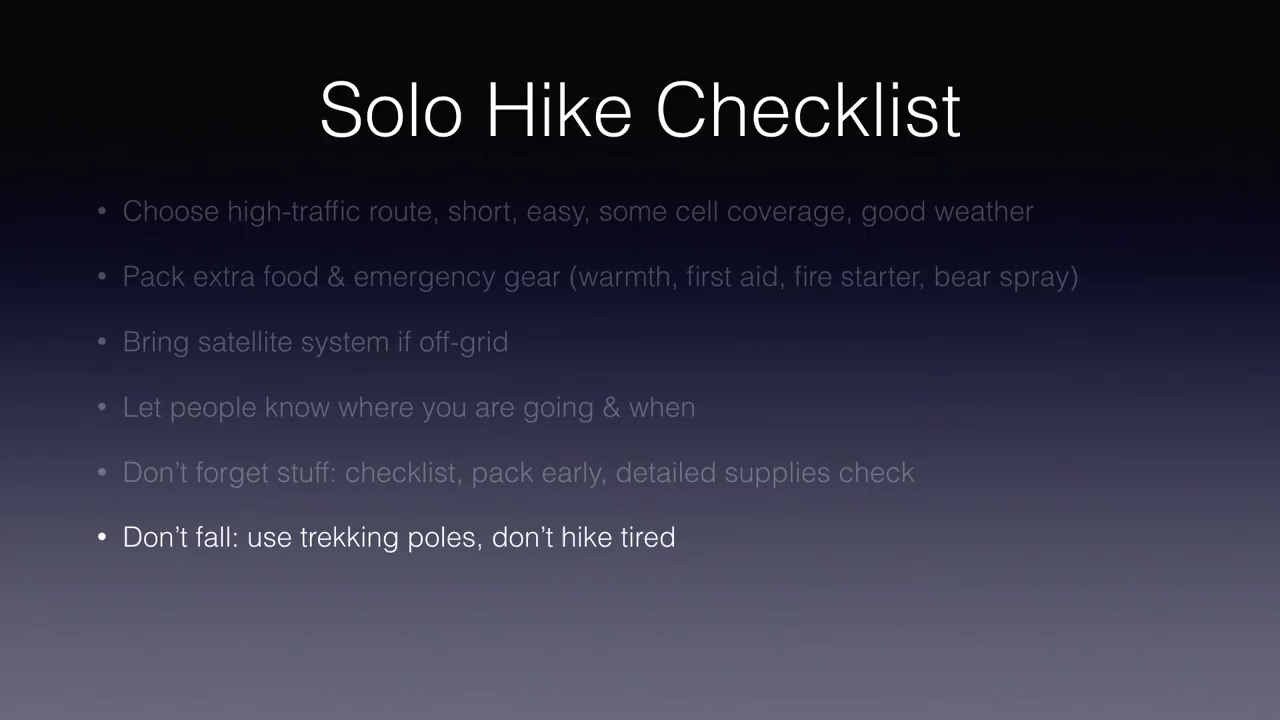 Solo Hike Checklist
• Choose high-traffic route, short, easy, some cell coverage, good weather
• Pack extra food & emergency gear (warmth, first aid, fire starter, bear spray)
• Bring satellite system if off-grid
• Let people know where you are going & when
• Don’t forget stuff: checklist, pack early, detailed supplies check
• Don’t fall: use trekking poles, don’t hike tired